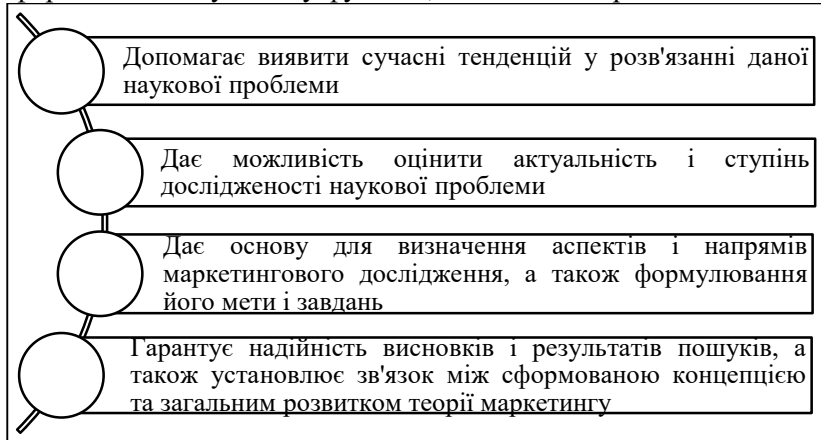 Допомагає виявити сучасні тенденцій у розв'язанні даної
наукової проблеми
Дає можливість оцінити актуальність і ступінь
дослідженості наукової проблеми
Дає основу для визначення аспектів і напрямів
маркетингового дослідження, а також формулювання
його мети і завдань
Гарантує надійність висновків і результатів пошуків, а
також установлює зв'язок між сформованою концепцією
та загальним розвитком теорії маркетингу